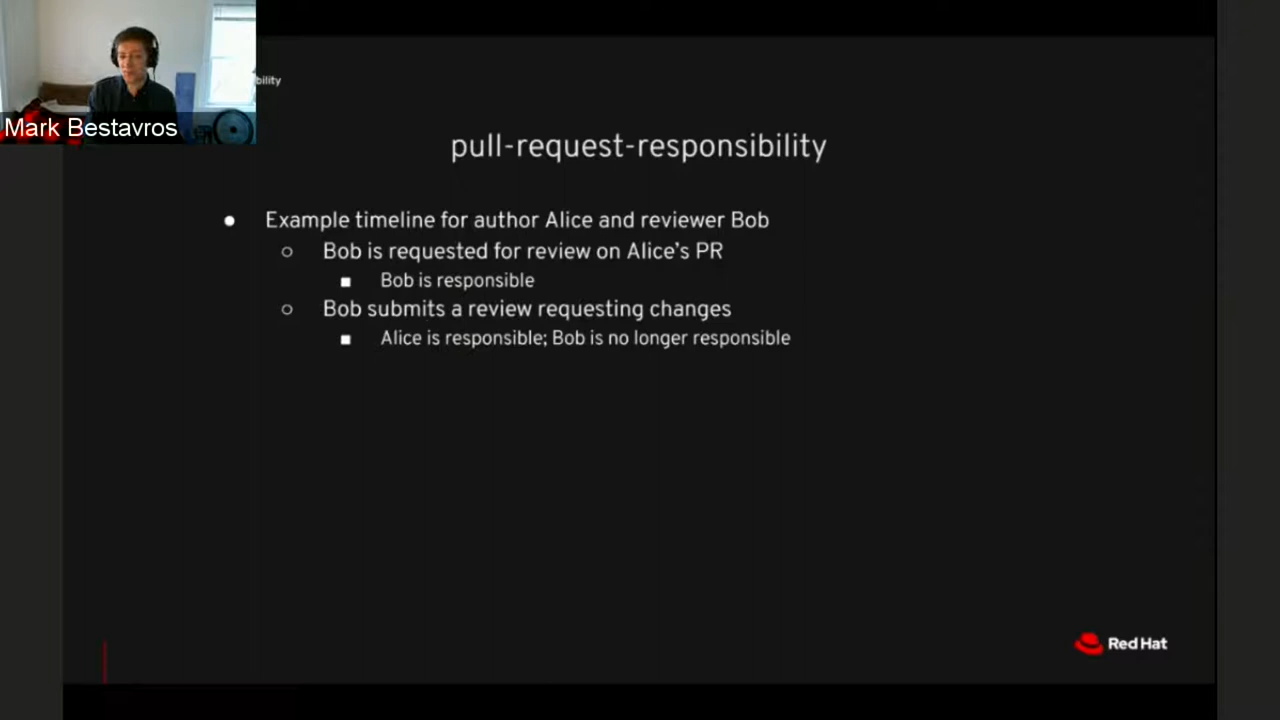 Mark Bestavros
bility
pull-request-responsibility
● Example timeline for author Alice and reviewer Bob
○ Bob is requested for review on Alice's PR
■ Bob is responsible
○ Bob submits a review requesting changes
■ Alice is responsible; Bob is no longer responsible
Red Hat